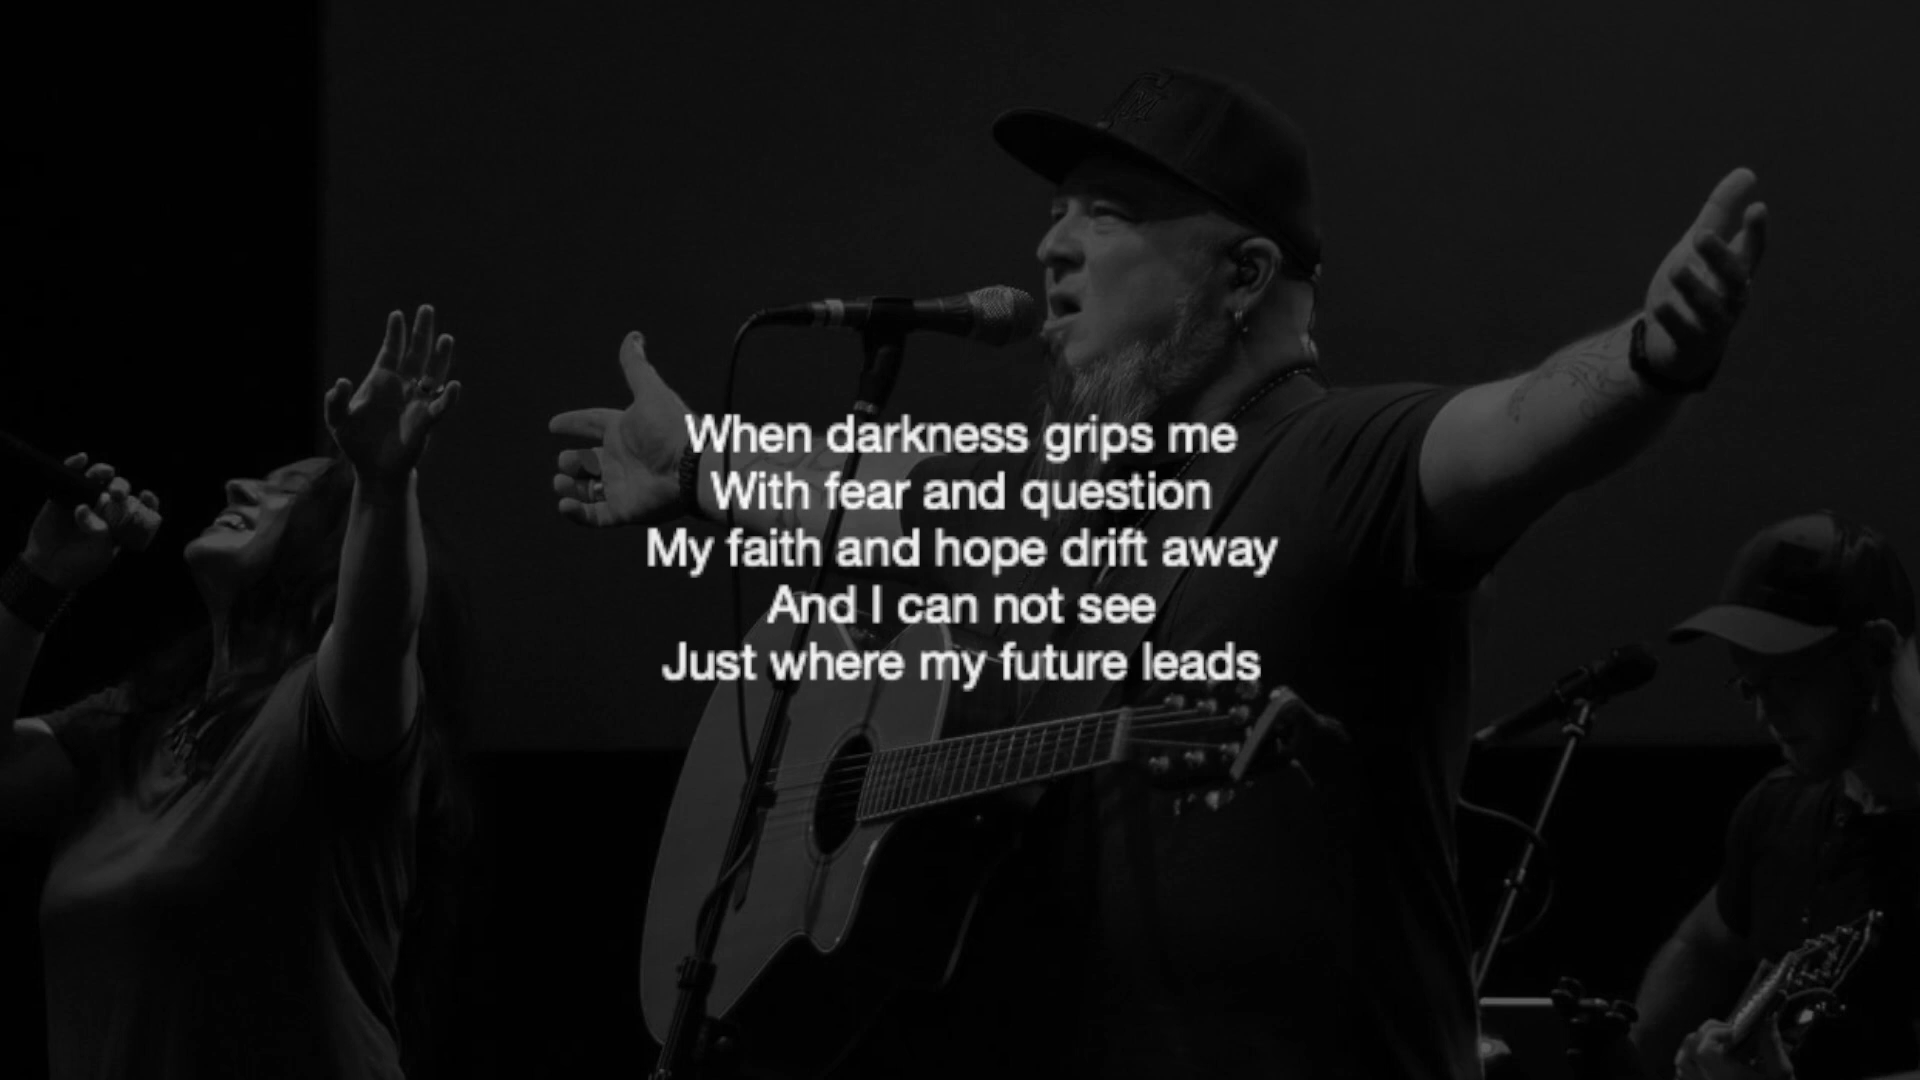 When darkness grips me
With fear and question
My faith and hope drift away
And I can not see
Just where my future leads